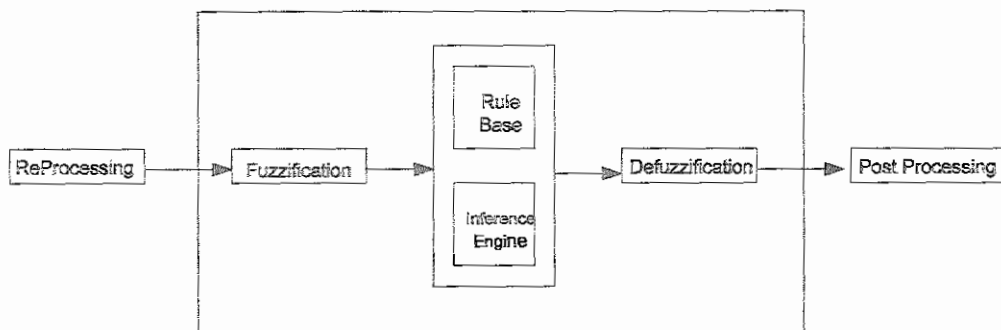 ReProcessing
Fuzzification
Rule
Base
Inference
Engine
Defuzzification
Post Processing